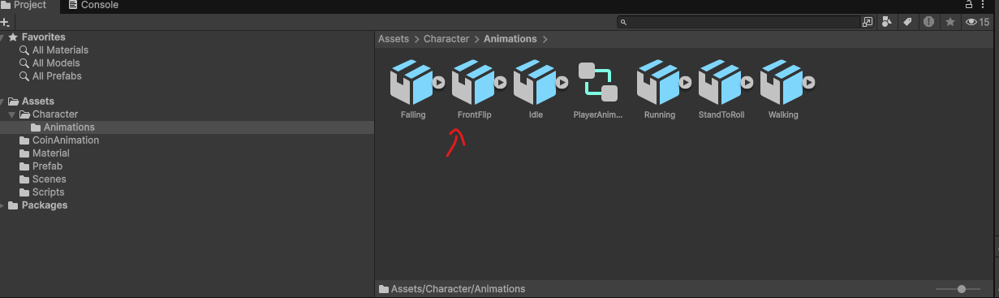 Project Console
15
Favorites
All Materials
All Models
All Prefabs
Assets
Character
Animations
CoinAnimation
Material
Prefab
Scenes
Scripts
Packages
Assets > Character > Animations >
Falling FrontFlip Idle PlayerAnim... Running StandToRoll Walking
Assets/Character/Animations